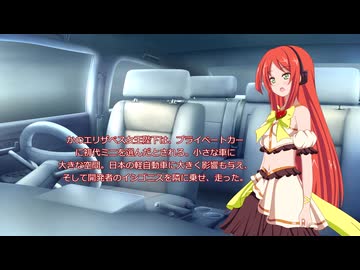 かのエリザベス女王陛下は、プライベートカー
に初代ミニを選んだとされる。小さな車に
大きな空間。日本の軽自動車に大きく影響も与え、
そして開発者のイシゴニスを隣に乗せ、走った。